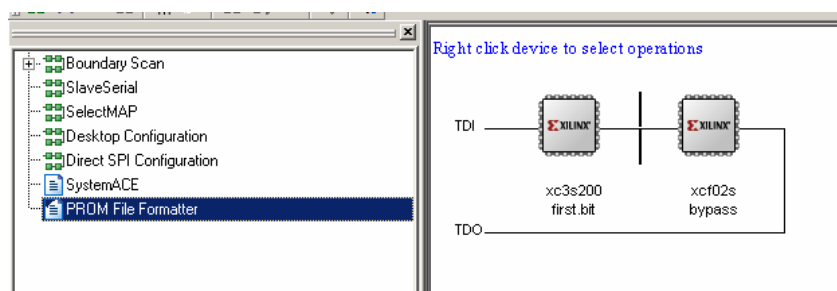 Boundary Scan
SlaveSerial
SelectMAP
Desktop Configuration
Direct SPI Configuration
SystemACE
PROM File Formatter
Right click device to select operations
TDI
XILINX
XILINX
xc3s200
xcf02s
first.bit
bypass
TDO